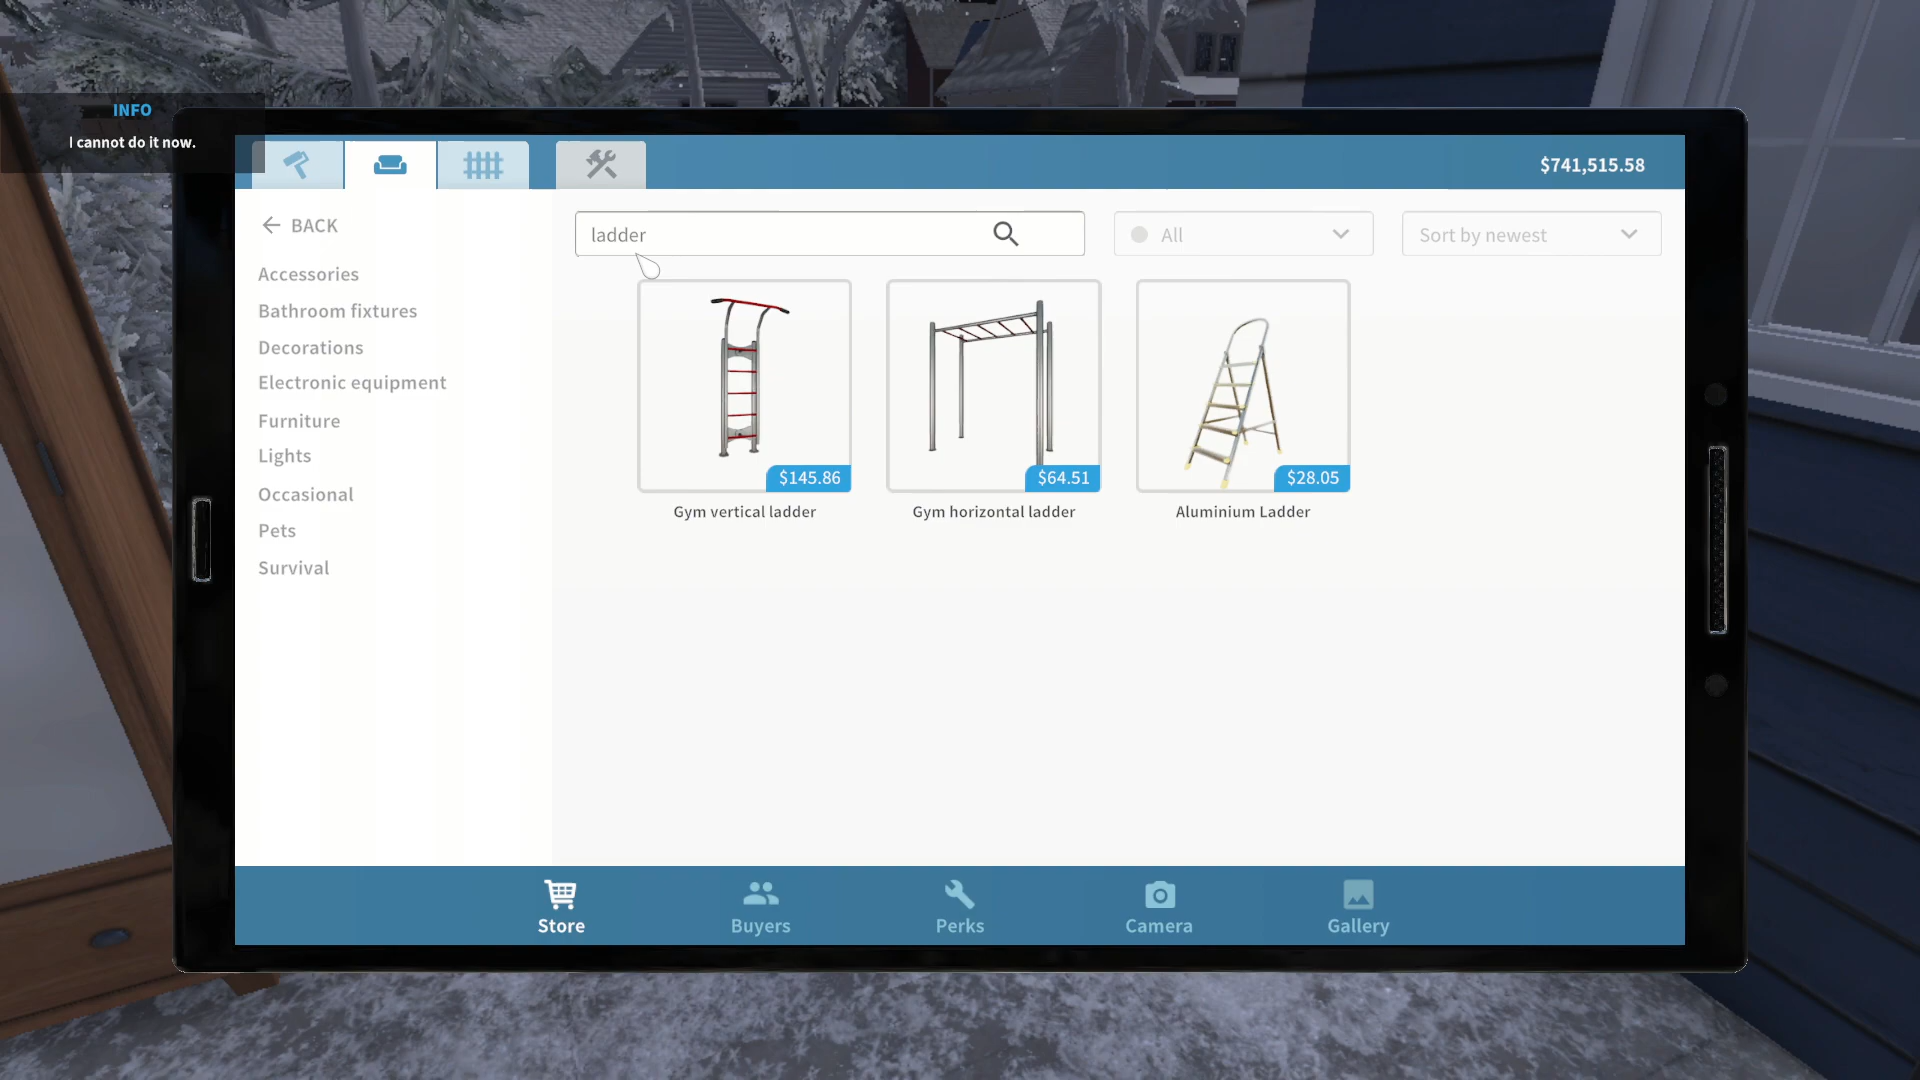 INFO
I cannot do it now.
$741,515.58
BACK
ladder
All
Sort by newest
Accessories
Bathroom fixtures
Decorations
Electronic equipment
Furniture
Lights
Occasional
Pets
Survival
$145.86
$64.51
$28.05
Gym vertical ladder
Gym horizontal ladder
Aluminium Ladder
Store
Buyers
Perks
Camera
Gallery